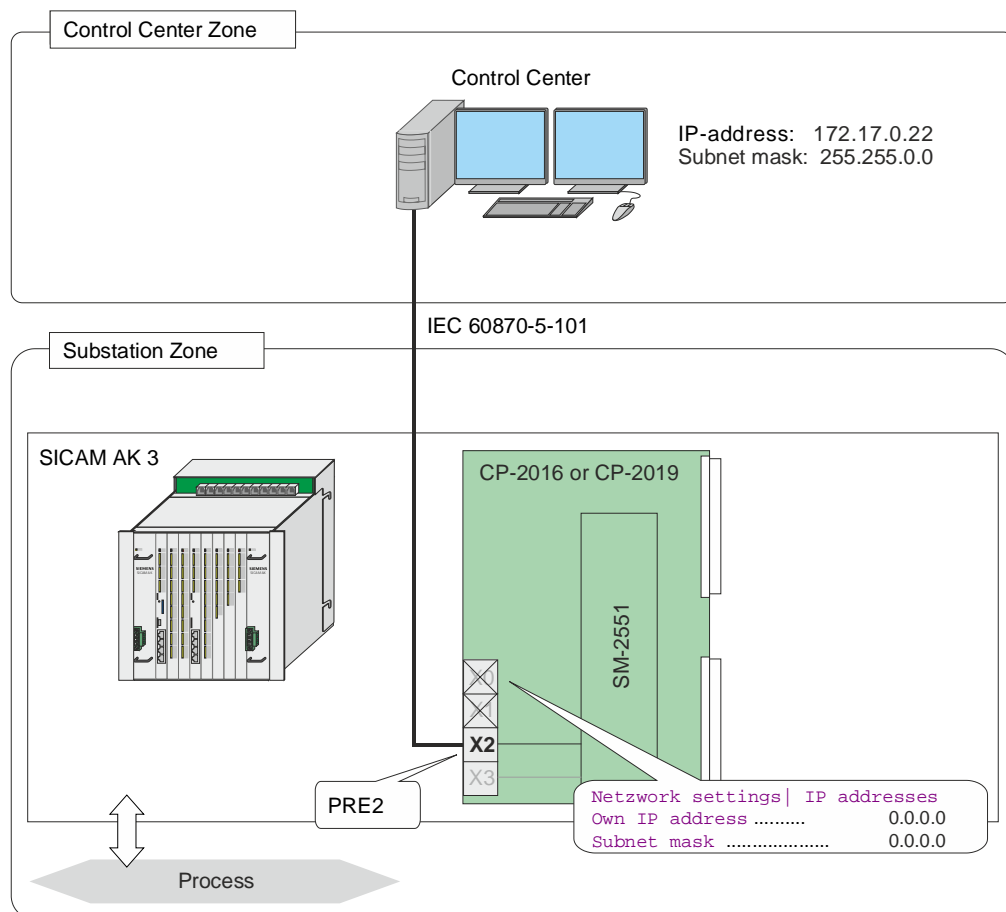 Control Center Zone
Control Center
IP-address: 172.17.0.22
Subnet mask: 255.255.0.0
IEC 60870-5-101
Substation Zone
SICAM AK 3
SIEMENS
SIEMENS
CP-2016 or CP-2019
SM-2551
X0
X1
X2
X3
PRE2
Netzwork settings| IP addresses
Own IP address .......... 0.0.0.0
Subnet mask .................... 0.0.0.0
Process